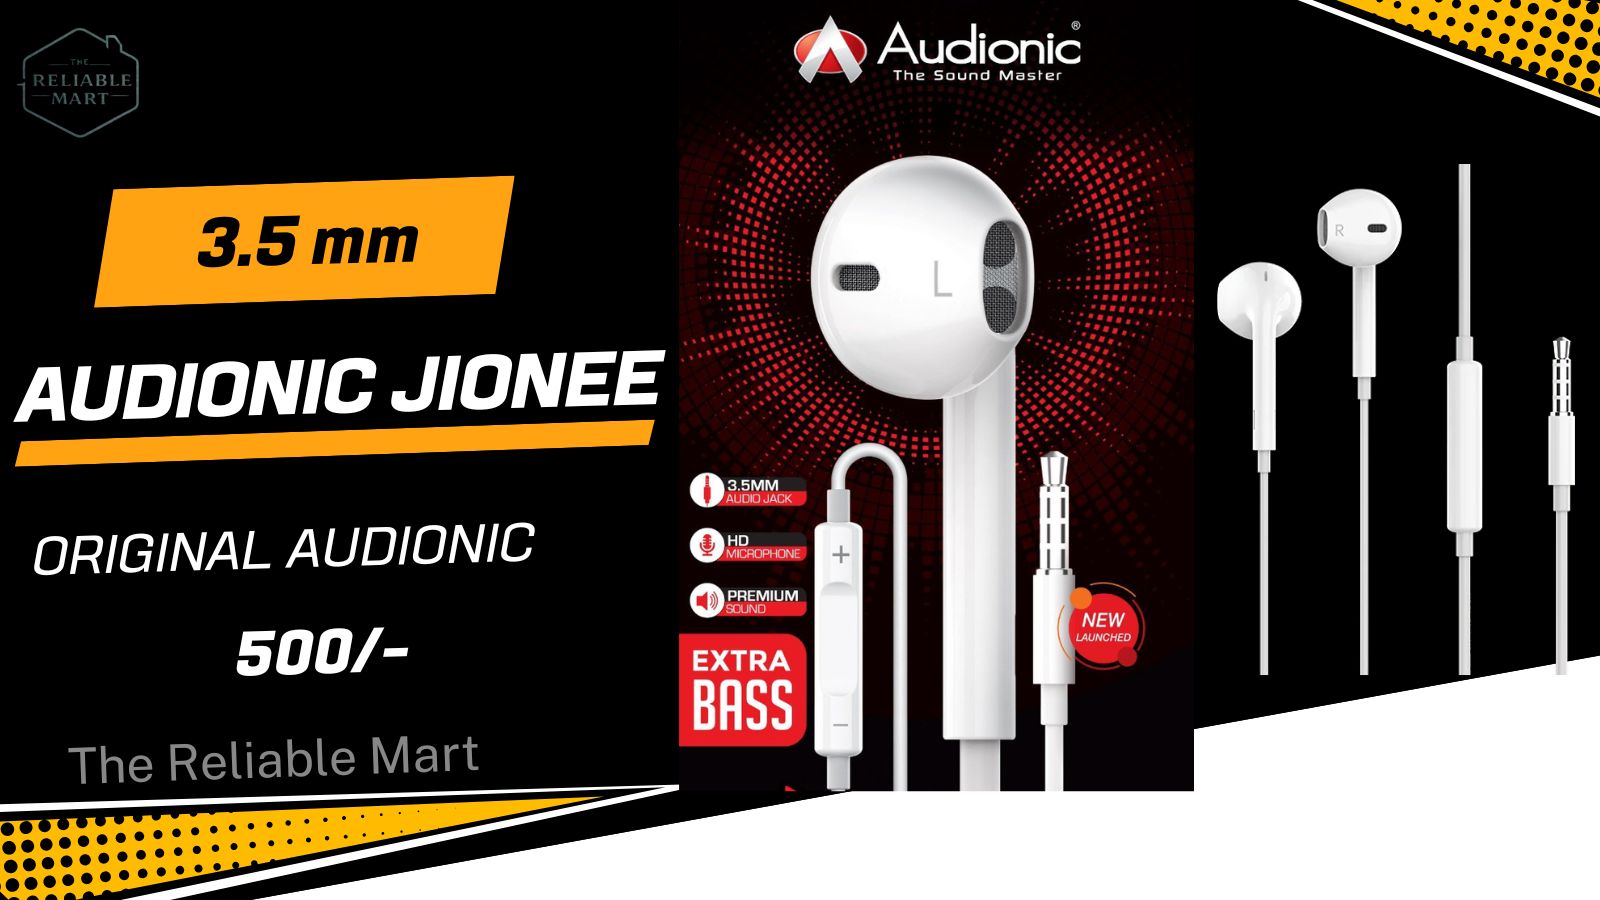 THE
RELIABLE
MART
3.5 mm
AUDIONIC JIONEE
ORIGINAL AUDIONIC
500/-
The Reliable Mart
Audionic®
The Sound Master
L
3.5MM
AUDIO JACK
HD
MICROPHONE
PREMIUM
SOUND
EXTRA
BASS
+
−
NEW
LAUNCHED
R